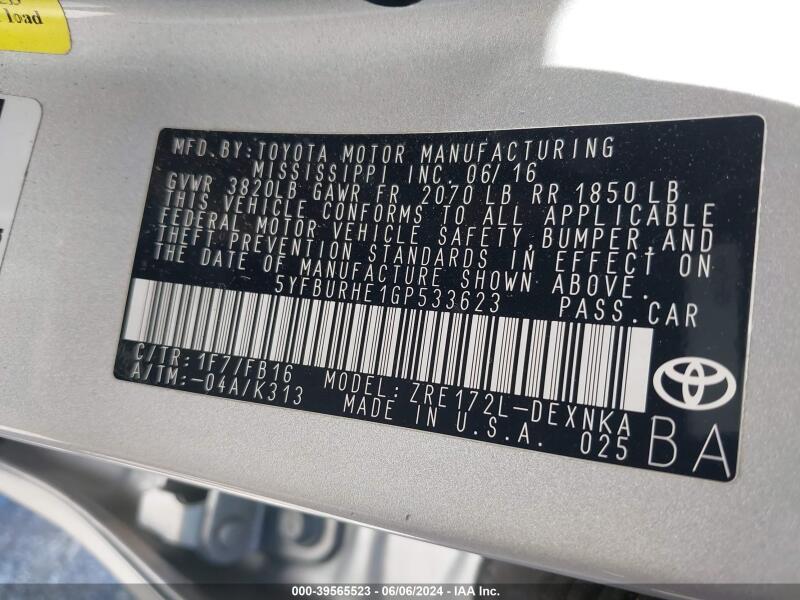 load
MFD.BY:TOYOTA MOTOR MANUFACTURING
MISSISSIPPI INC. 06/16
GVWR 3820LB GAWR FR 2070 LB RR 1850 LB
THIS VEHICLE CONFORMS TO ALL APPLICABLE
FEDERAL MOTOR VEHICLE SAFETY, BUMPER, AND
THEFT PREVENTION STANDARDS IN EFFECT ON
THE DATE OF MANUFACTURE SHOWN ABOVE.
5YFBURHE1GP533623 PASS.CAR
C/TR: 1F7/FB16 MODEL: ZRE172L-DEXNKA
A/TM:-04A/K313 MADE IN U.S.A. 025 BA
000-39565523 - 06/06/2024 - IAA Inc.